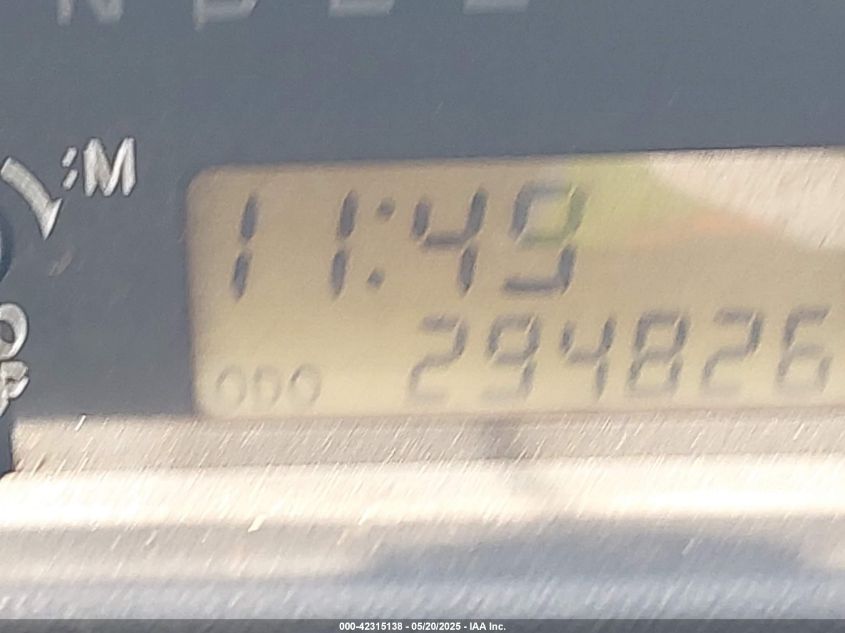 :M
11:49
ODO 294826
000-42315138 - 05/20/2025 - IAA Inc.